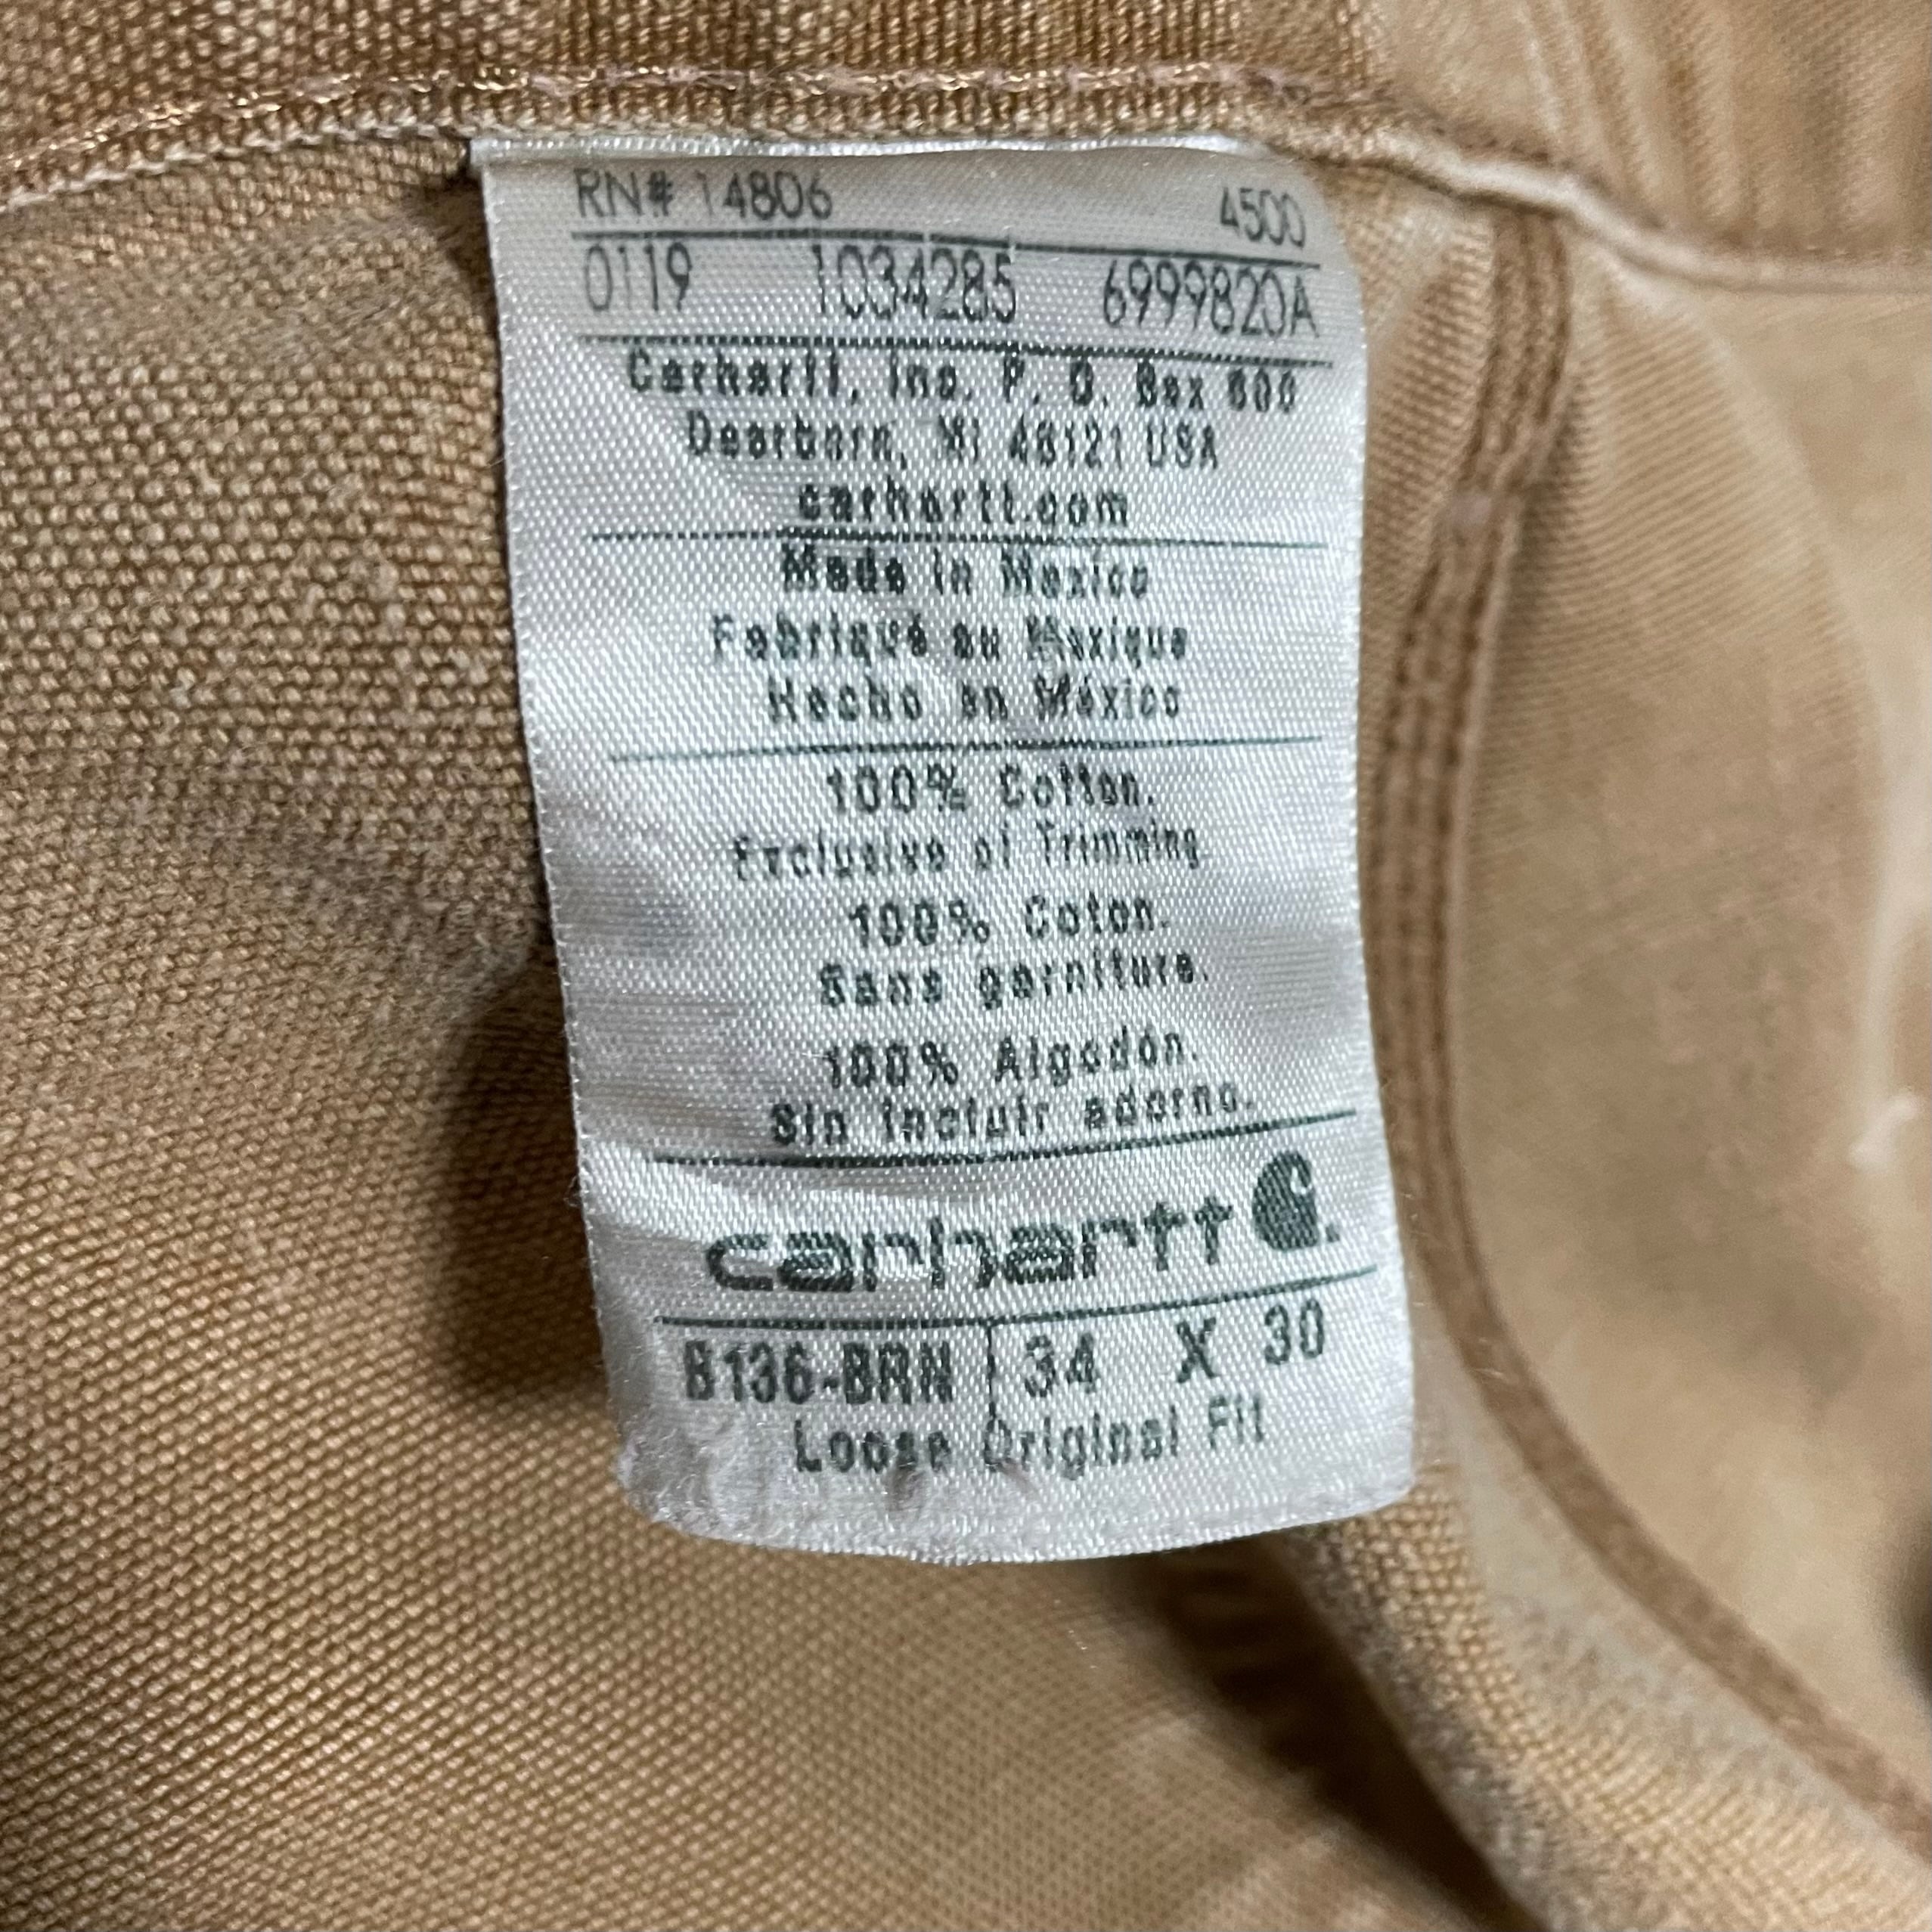 RN# 14806 4500
0119 1034285 6999820A
Carhartt, Inc. P. O. Box 600
Dearborn, MI 48121 USA
carhartt.com
Made in Mexico
Fabriqué au Mexique
Hecho en México
100% Cotton.
Exclusive of Trimming
100% Coton.
Sans garniture.
100% Algodón.
Sin incluir adorno.
carhartt
B136-BRN 34 X 30
Loose Original Fit